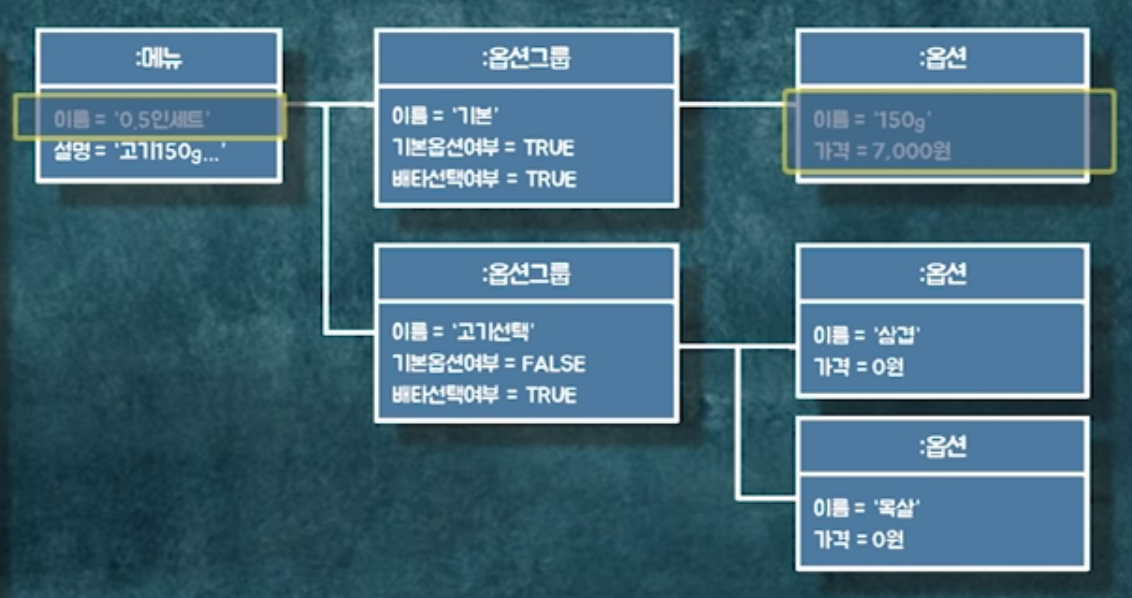 :메뉴
이름 = '0.5인세트'
설명 = '고기150g...'
:옵션그룹
이름 = '기본'
기본옵션여부 = TRUE
배타선택여부 = TRUE
:옵션
이름 = '150g'
가격 = 7,000원
:옵션그룹
이름 = '고기선택'
기본옵션여부 = FALSE
배타선택여부 = TRUE
:옵션
이름 = '삼겹'
가격 = 0원
:옵션
이름 = '목살'
가격 = 0원